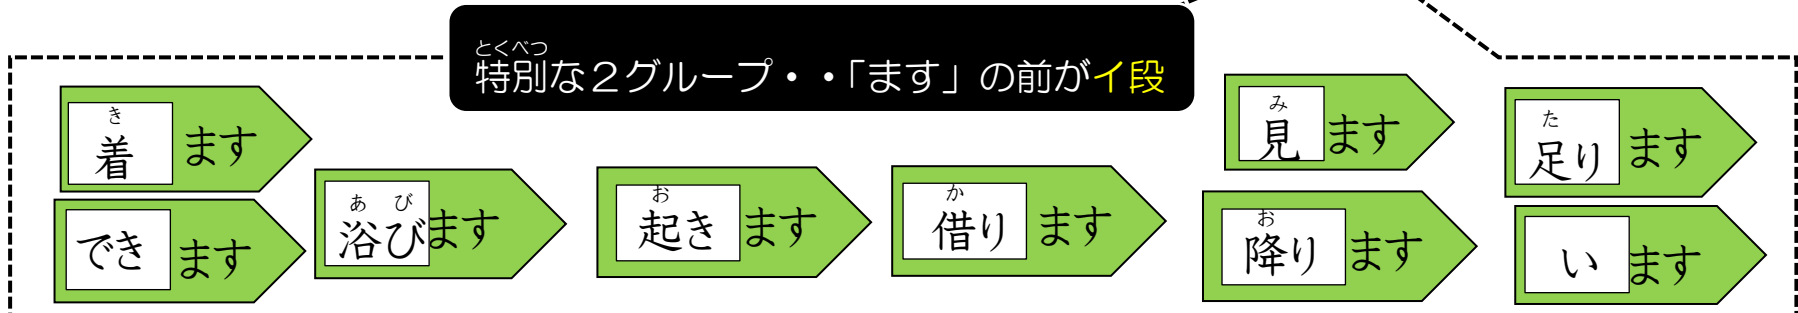 とくべつ
特別な２グループ・・「ます」の前がイ段
き
着ます
でき ます
あ び
浴びます
お
起き ます
か
借り ます
み
見ます
お
降り ます
た
足り ます
い ます